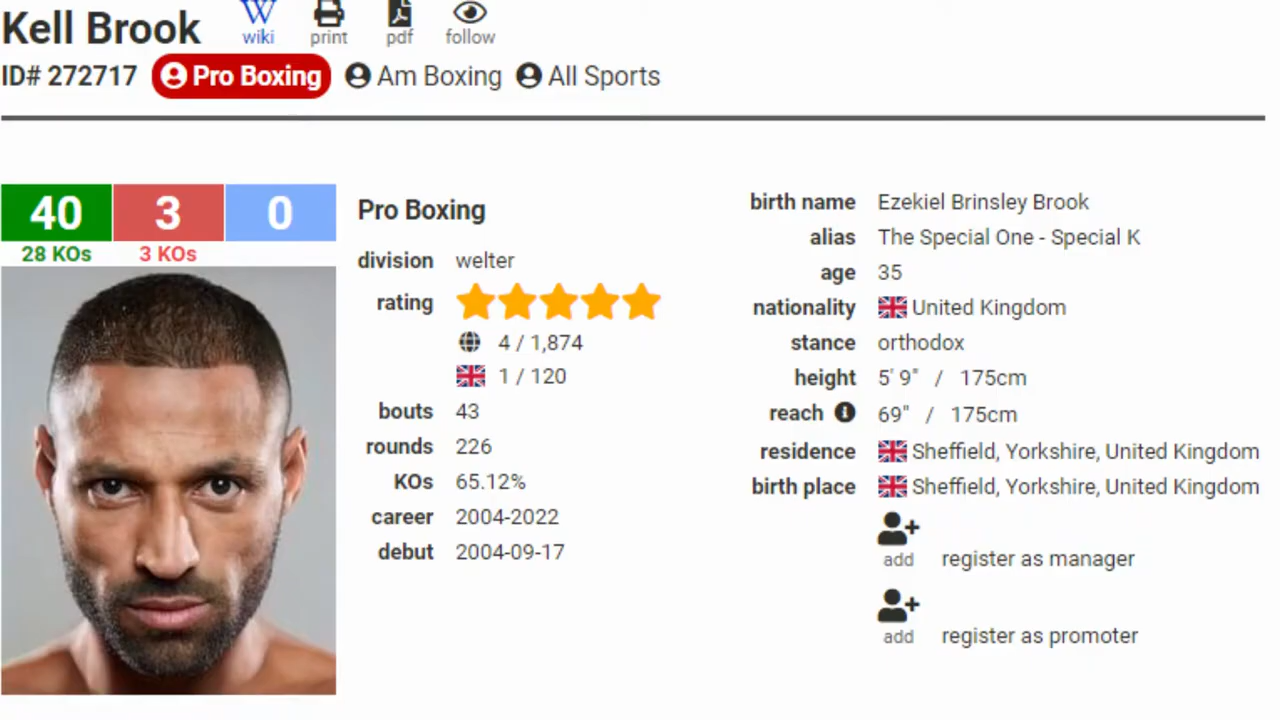 Kell Brook
wiki
print
pdf
follow
ID# 272717
Pro Boxing
Am Boxing
All Sports
40
3
0
28 KOs
3 KOs
Pro Boxing
division welter
rating
4 / 1,874
1 / 120
bouts 43
rounds 226
KOs 65.12%
career 2004-2022
debut 2004-09-17
birth name Ezekiel Brinsley Brook
alias The Special One - Special K
age 35
nationality United Kingdom
stance orthodox
height 5' 9" / 175cm
reach 69" / 175cm
residence Sheffield, Yorkshire, United Kingdom
birth place Sheffield, Yorkshire, United Kingdom
add register as manager
add register as promoter